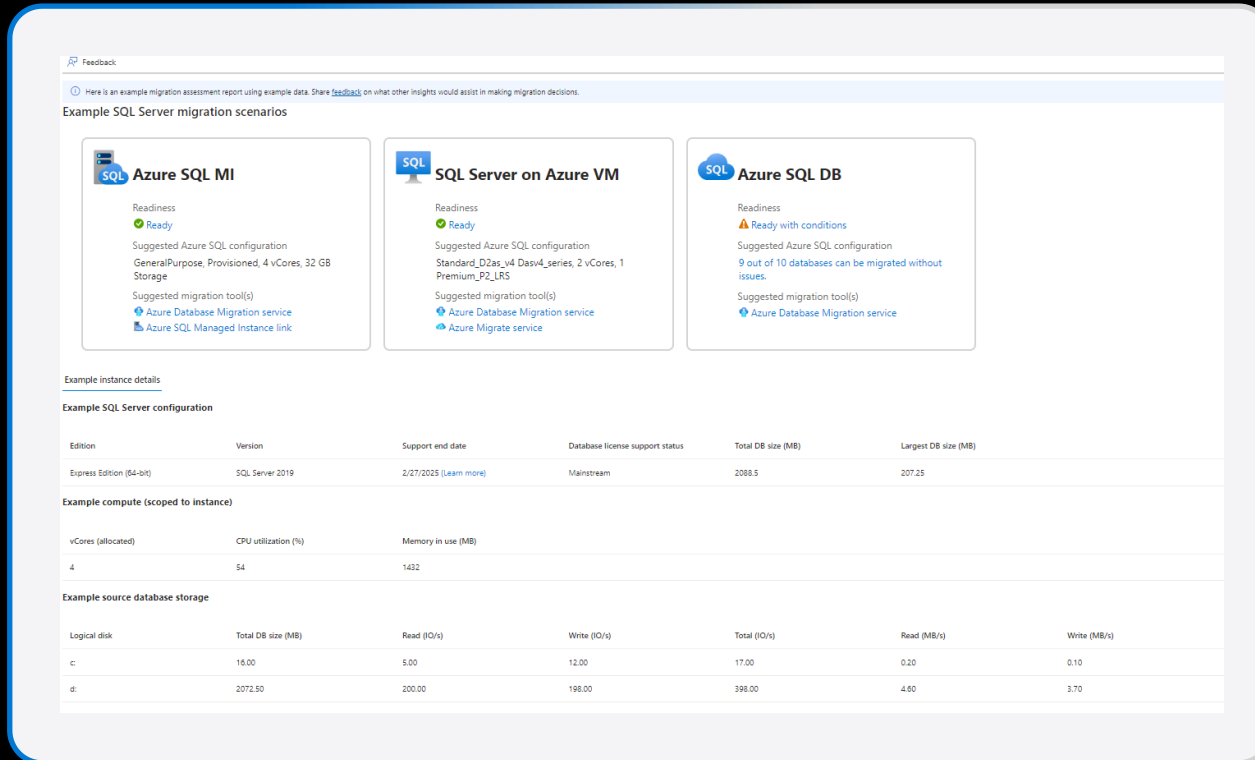 Feedback
Here is an example migration assessment report using example data. Share feedback on what other insights would assist in making migration decisions.
Example SQL Server migration scenarios
SQL Azure SQL MI
Readiness
Ready
Suggested Azure SQL configuration
GeneralPurpose, Provisioned, 4 vCores, 32 GB
Storage
Suggested migration tool(s)
Azure Database Migration service
Azure SQL Managed Instance link
SQL SQL Server on Azure VM
Readiness
Ready
Suggested Azure SQL configuration
Standard_D2as_v4 Dasv4_series, 2 vCores, 1
Premium_P2_LRS
Suggested migration tool(s)
Azure Database Migration service
Azure Migrate service
SQL Azure SQL DB
Readiness
Ready with conditions
Suggested Azure SQL configuration
9 out of 10 databases can be migrated without
issues.
Suggested migration tool(s)
Azure Database Migration service
Example instance details
Example SQL Server configuration
Edition Version Support end date Database license support status Total DB size (MB) Largest DB size (MB)
Express Edition (64-bit) SQL Server 2019 2/27/2025 (Learn more) Mainstream 2088.5 207.25
Example compute (scoped to instance)
vCores (allocated) CPU utilization (%) Memory in use (MB)
4 54 1432
Example source database storage
Logical disk Total DB size (MB) Read (IO/s) Write (IO/s) Total (IO/s) Read (MB/s) Write (MB/s)
c: 16.00 5.00 12.00 17.00 0.20 0.10
d: 2072.50 200.00 198.00 398.00 4.60 3.70